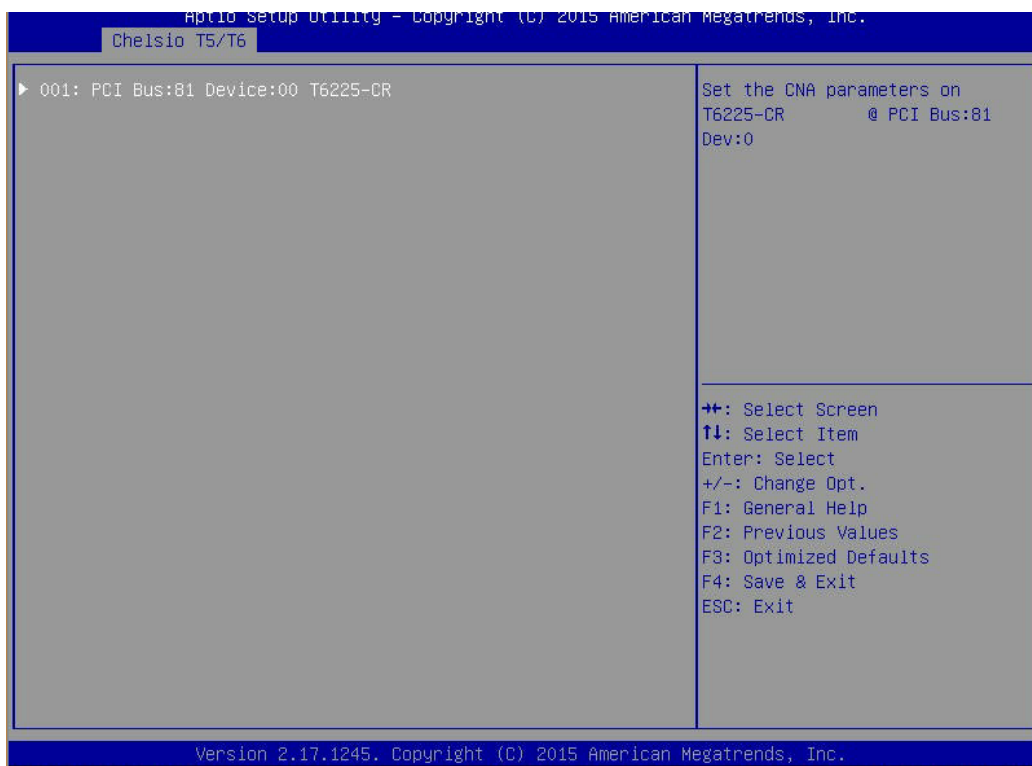 Aptio Setup Utility – Copyright (C) 2015 American Megatrends, Inc.
Chelsio T5/T6
001: PCI Bus:81 Device:00 T6225-CR
Set the CNA parameters on
T6225-CR @ PCI Bus:81
Dev:0
→←: Select Screen
↑↓: Select Item
Enter: Select
+/-: Change Opt.
F1: General Help
F2: Previous Values
F3: Optimized Defaults
F4: Save & Exit
ESC: Exit
Version 2.17.1245. Copyright (C) 2015 American Megatrends, Inc.